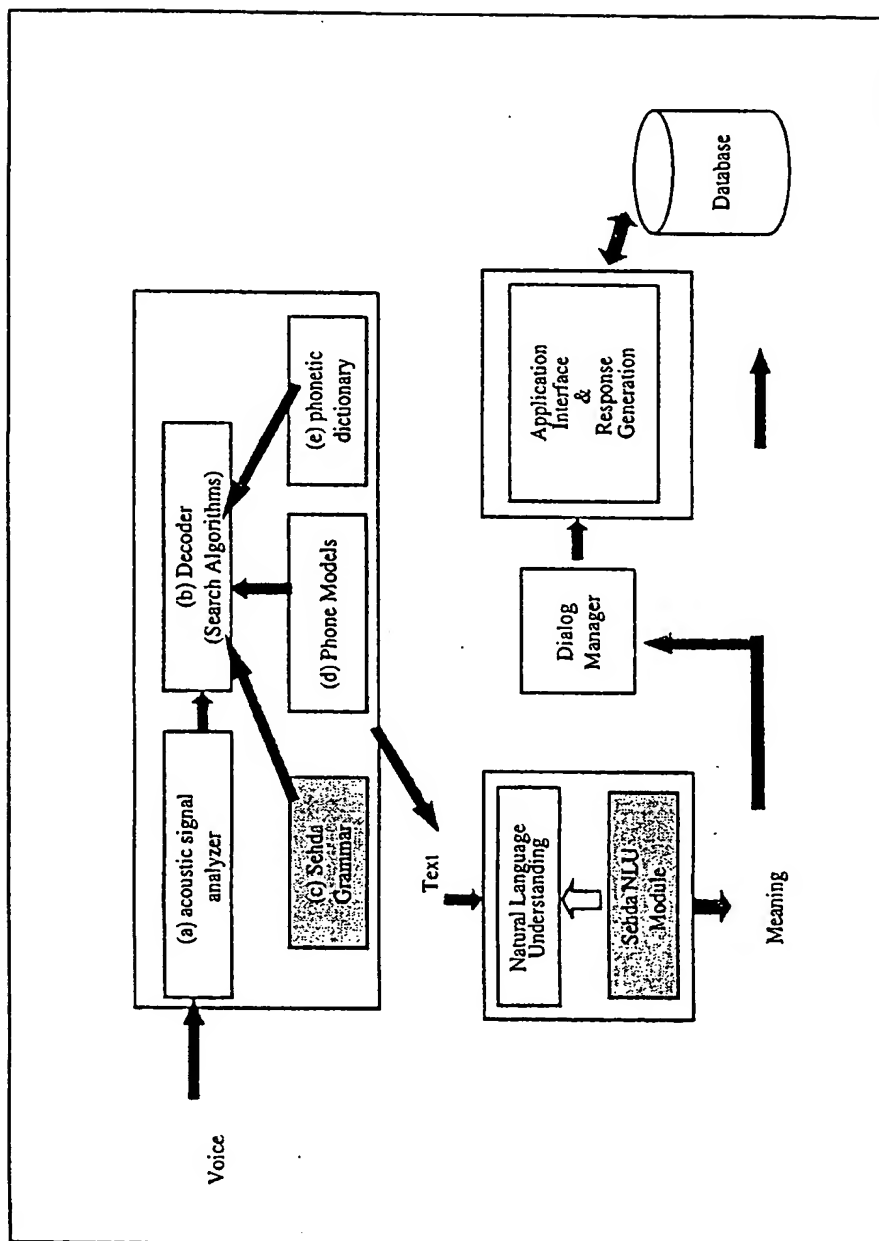 Voice
(a) acoustic signal
analyzer
(b) Decoder
(Search Algorithms)
(c) Sehda
Grammar
(d) Phone Models
(e) phonetic
dictionary
Text
Natural Language
Understanding
Sehda NLU
Module
Meaning
Dialog
Manager
Application
Interface
&
Response
Generation
Database